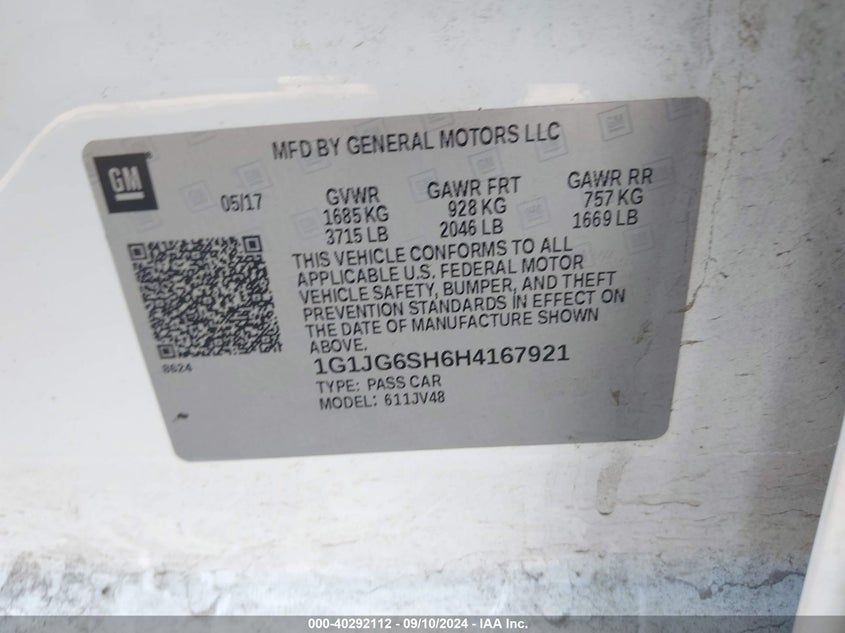 MFD BY GENERAL MOTORS LLC
GM
05/17
GVWR GAWR FRT GAWR RR
1685 KG 928 KG 757 KG
3715 LB 2046 LB 1669 LB
THIS VEHICLE CONFORMS TO ALL
APPLICABLE U.S. FEDERAL MOTOR
VEHICLE SAFETY, BUMPER, AND THEFT
PREVENTION STANDARDS IN EFFECT ON
THE DATE OF MANUFACTURE SHOWN
ABOVE.
8624
1G1JG6SH6H4167921
TYPE: PASS CAR
MODEL: 611JV48
000-40292112 - 09/10/2024 - IAA Inc.